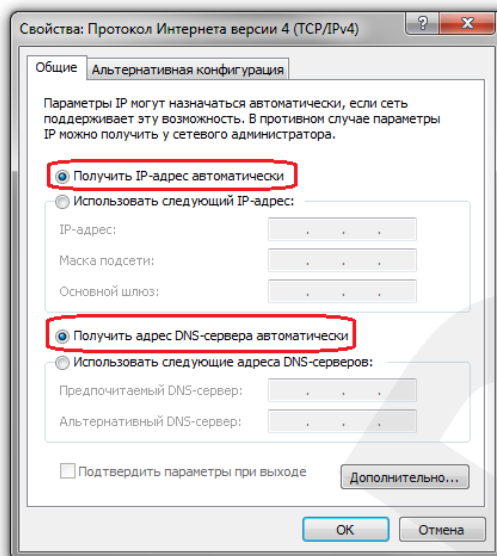 Свойства: Протокол Интернета версии 4 (TCP/IPv4)
Общие
Альтернативная конфигурация
Параметры IP могут назначаться автоматически, если сеть
поддерживает эту возможность. В противном случае параметры
IP можно получить у сетевого администратора.
Получить IP-адрес автоматически
Использовать следующий IP-адрес:
IP-адрес:
Маска подсети:
Основной шлюз:
Получить адрес DNS-сервера автоматически
Использовать следующие адреса DNS-серверов:
Предпочитаемый DNS-сервер:
Альтернативный DNS-сервер:
Подтвердить параметры при выходе
Дополнительно...
ОК
Отмена